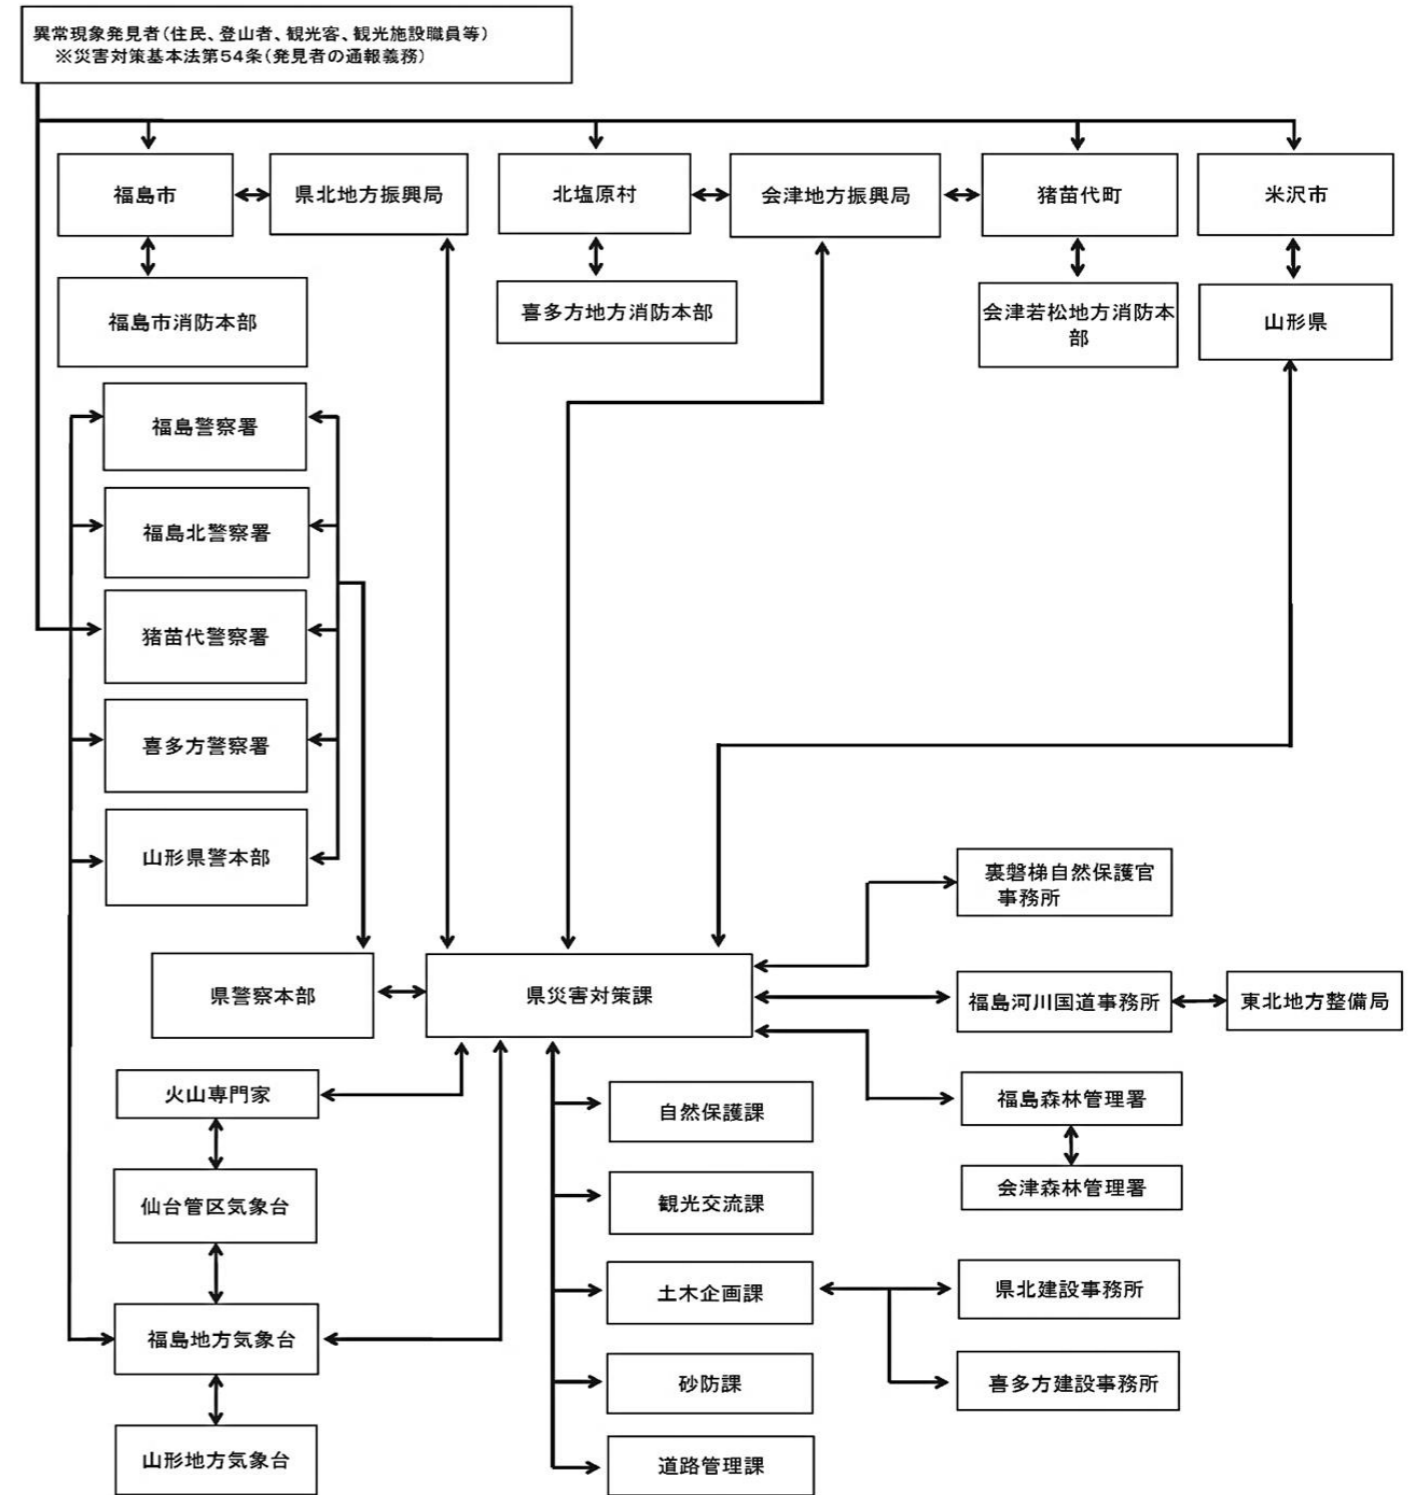 異常現象発見者（住民、登山者、観光客、観光施設職員等）
※災害対策基本法第54条（発見者の通報義務）
福島市
県北地方振興局
北塩原村
会津地方振興局
猪苗代町
米沢市
福島市消防本部
喜多方地方消防本部
会津若松地方消防本
部
山形県
福島警察署
福島北警察署
猪苗代警察署
喜多方警察署
山形県警本部
裏磐梯自然保護官
事務所
県警察本部
県災害対策課
福島河川国道事務所
東北地方整備局
火山専門家
自然保護課
福島森林管理署
仙台管区気象台
観光交流課
会津森林管理署
土木企画課
県北建設事務所
福島地方気象台
砂防課
喜多方建設事務所
山形地方気象台
道路管理課